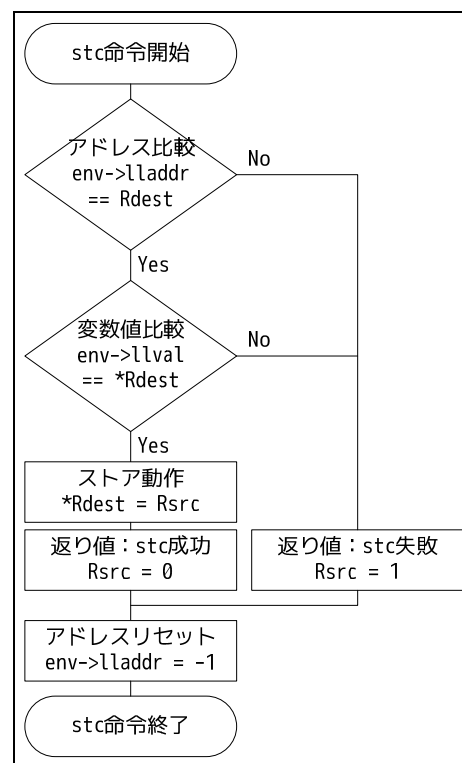 stc命令開始
アドレス比較
env->lladdr
== Rdest
No
Yes
変数値比較
env->llval
== *Rdest
No
Yes
ストア動作
*Rdest = Rsrc
返り値：stc成功
Rsrc = 0
返り値：stc失敗
Rsrc = 1
アドレスリセット
env->lladdr = -1
stc命令終了